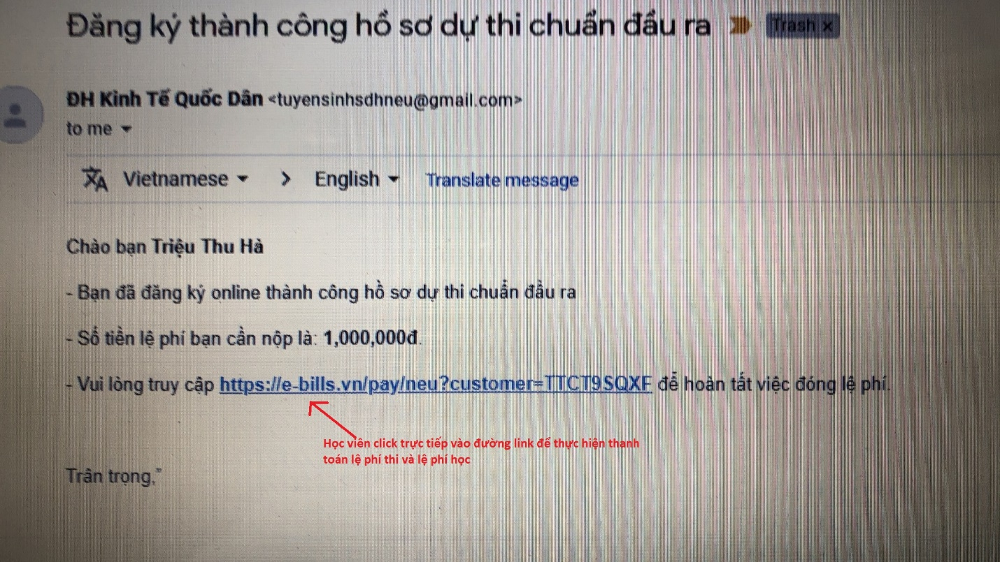 Đăng ký thành công hồ sơ dự thi chuẩn đầu ra Trash x
ĐH Kinh Tế Quốc Dân <tuyensinhsdhneu@gmail.com>
to me
Vietnamese > English Translate message
Chào bạn Triệu Thu Hà
- Bạn đã đăng ký online thành công hồ sơ dự thi chuẩn đầu ra
- Số tiền lệ phí bạn cần nộp là: 1,000,000đ.
- Vui lòng truy cập https://e-bills.vn/pay/neu?customer=TTCT9SQXF để hoàn tất việc đóng lệ phí.
Học viên click trực tiếp vào đường link để thực hiện thanh
toán lệ phí thi và lệ phí học
Trân trọng,"